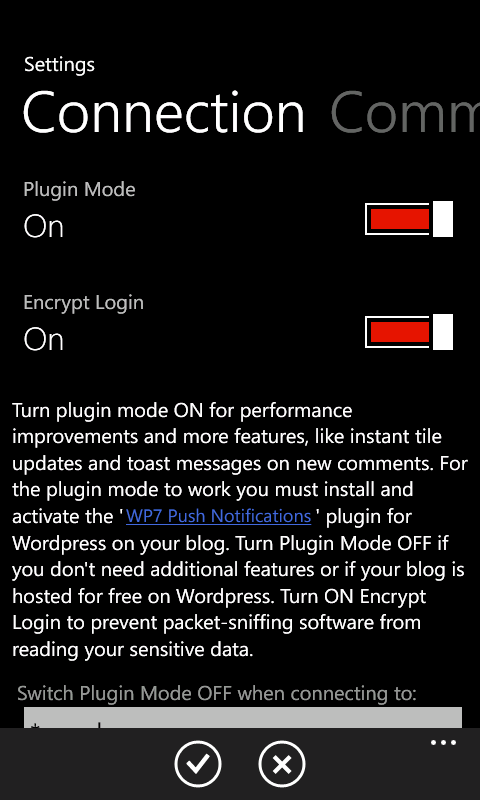 Settings
Connection Comm
Plugin Mode
On
Encrypt Login
On
Turn plugin mode ON for performance
improvements and more features, like instant tile
updates and toast messages on new comments. For
the plugin mode to work you must install and
activate the 'WP7 Push Notifications ' plugin for
Wordpress on your blog. Turn Plugin Mode OFF if
you don't need additional features or if your blog is
hosted for free on Wordpress. Turn ON Encrypt
Login to prevent packet-sniffing software from
reading your sensitive data.
Switch Plugin Mode OFF when connecting to: